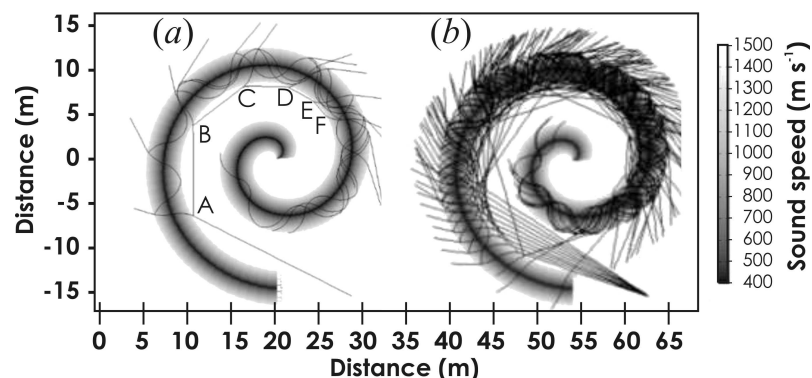 (a)
(b)
15
10
5
0
-5
-10
-15
Distance (m)
A
B
C
D
E
F
0 5 10 15 20 25 30 35 40 45 50 55 60 65
Distance (m)
1500
1400
1300
1200
1100
1000
900
800
700
600
500
400
Sound speed (m s⁻¹)